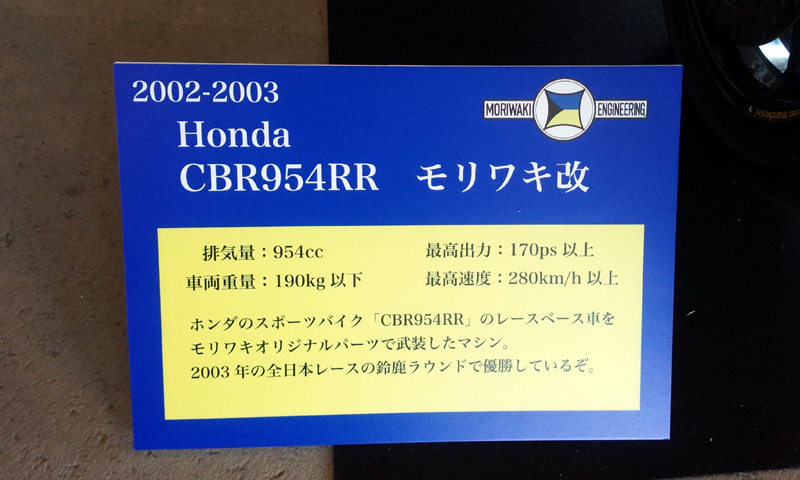 2002-2003
MORIWAKI ENGINEERING
Honda
CBR954RR モリワキ改
排気量：954cc 最高出力：170ps 以上
車両重量：190kg 以下 最高速度：280km/h 以上
ホンダのスポーツバイク「CBR954RR」のレースベース車を
モリワキオリジナルパーツで武装したマシン。
2003 年の全日本レースの鈴鹿ラウンドで優勝しているぞ。